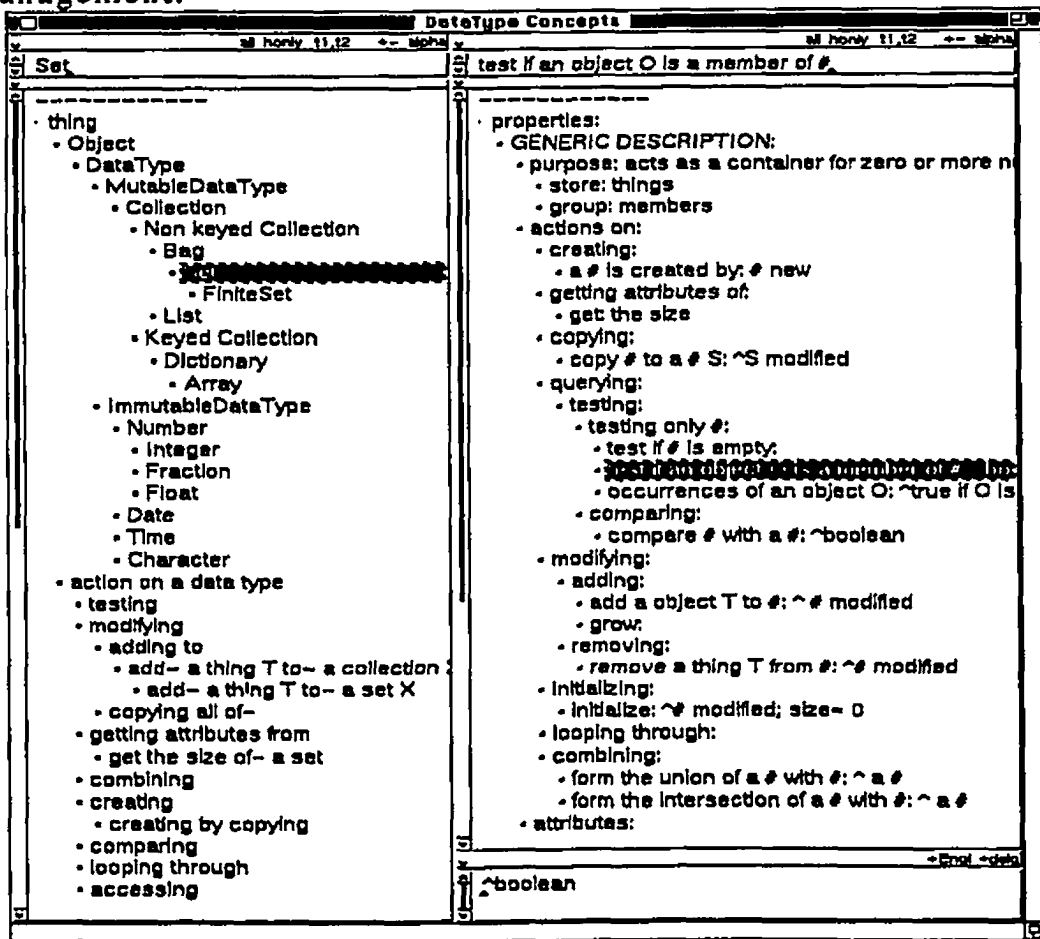 DataType Concepts
all honly t1,t2 +- alpha
Set
------------
· thing
• Object
• DataType
• MutableDataType
• Collection
• Non keyed Collection
• Bag
• FiniteSet
• List
• Keyed Collection
• Dictionary
• Array
• ImmutableDataType
• Number
• Integer
• Fraction
• Float
• Date
• Time
• Character
• action on a data type
• testing
• modifying
• adding to
• add~ a thing T to~ a collection
• add~ a thing T to~ a set X
• copying all of~
• getting attributes from
• get the size of~ a set
• combining
• creating
• creating by copying
• comparing
• looping through
• accessing
all honly t1,t2 +- alpha
test if an object O is a member of #
------------
· properties:
• GENERIC DESCRIPTION:
• purpose: acts as a container for zero or more
• store: things
• group: members
• actions on:
• creating:
• a # is created by: # new
• getting attributes of:
• get the size
• copying:
• copy # to a # S: ^S modified
• querying:
• testing:
• testing only #:
• test if # is empty:
• occurrences of an object O: ^true if O is
• comparing:
• compare # with a #: ^boolean
• modifying:
• adding:
• add a object T to #: ^ # modified
• grow:
• removing:
• remove a thing T from #: ^# modified
• initializing:
• initialize: ^# modified; size= 0
• looping through:
• combining:
• form the union of a # with #: ^ a #
• form the intersection of a # with #: ^ a #
• attributes:
^boolean